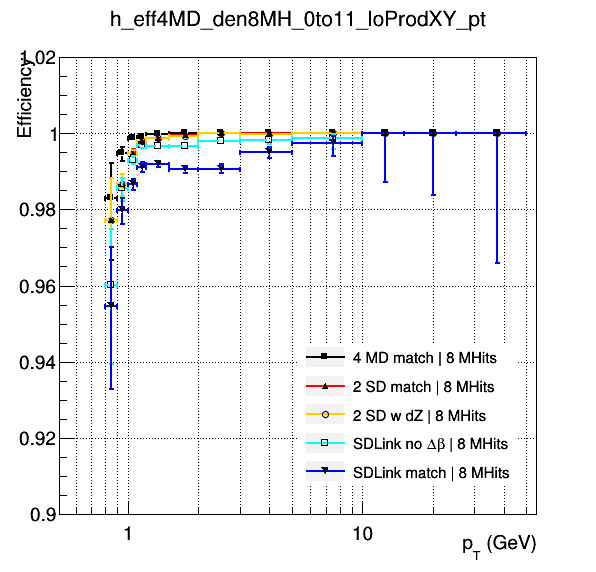 h_eff4MD_den8MH_0to11_loProdXY_pt
Efficiency
1.02
1
0.98
0.96
0.94
0.92
0.9
4 MD match | 8 MHits
2 SD match | 8 MHits
2 SD w dZ | 8 MHits
SDLink no Δβ | 8 MHits
SDLink match | 8 MHits
1
10
p_T (GeV)